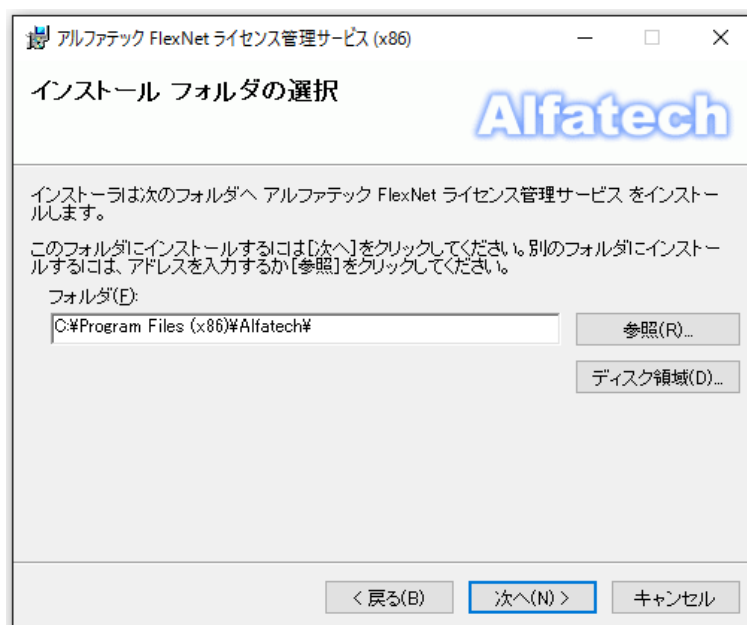 アルファテック FlexNet ライセンス管理サービス (x86)
インストール フォルダの選択
Alfatech
インストーラは次のフォルダへ アルファテック FlexNet ライセンス管理サービス をインストー
ルします。
このフォルダにインストールするには[次へ]をクリックしてください。別のフォルダにインストー
ルするには、アドレスを入力するか[参照]をクリックしてください。
フォルダ(F):
C:¥Program Files (x86)¥Alfatech¥
参照(R)...
ディスク領域(D)...
< 戻る(B)
次へ(N) >
キャンセル